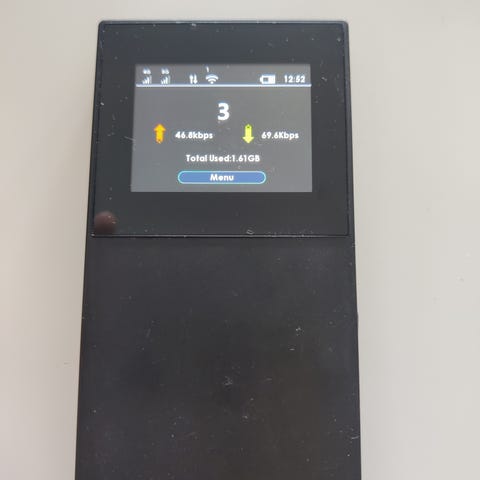 12:52
3
46.8kbps 69.6Kbps
Total Used:1.61GB
Menu